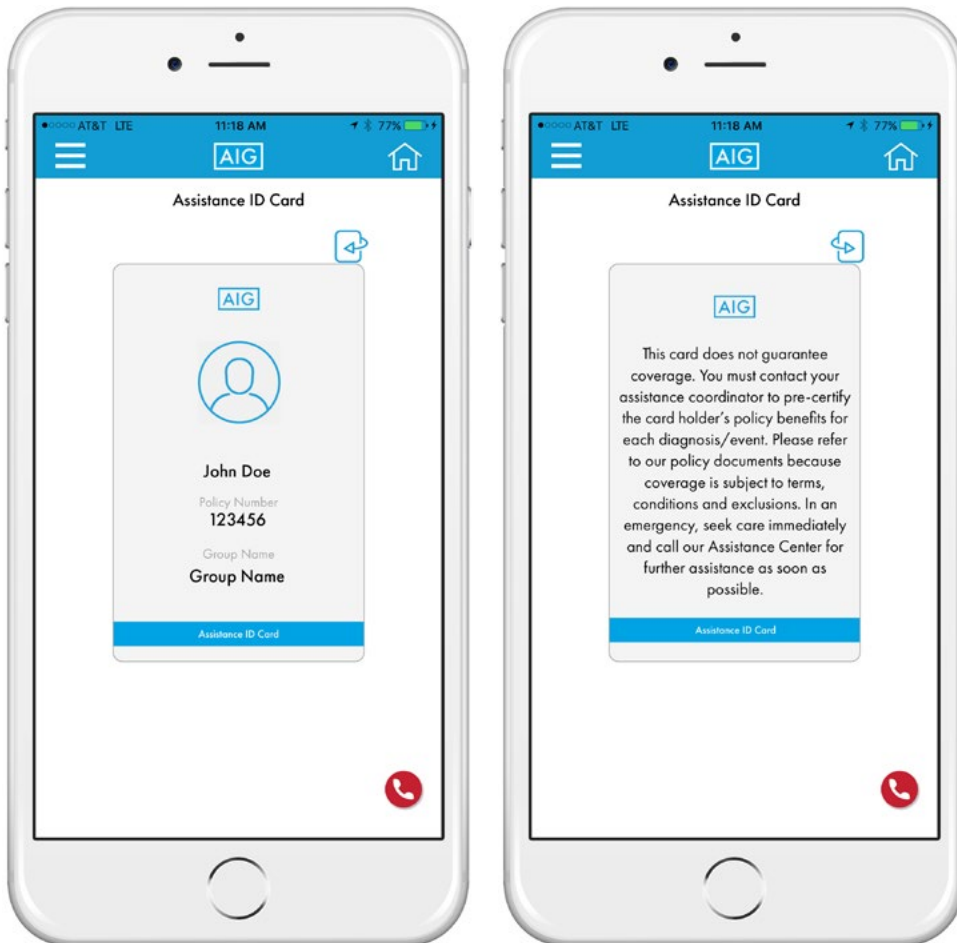 AT&T LTE 11:18 AM 77%
AIG
Assistance ID Card
AIG
John Doe
Policy Number
123456
Group Name
Group Name
Assistance ID Card
AT&T LTE 11:18 AM 77%
AIG
Assistance ID Card
AIG
This card does not guarantee
coverage. You must contact your
assistance coordinator to pre-certify
the card holder's policy benefits for
each diagnosis/event. Please refer
to our policy documents because
coverage is subject to terms,
conditions and exclusions. In an
emergency, seek care immediately
and call our Assistance Center for
further assistance as soon as
possible.
Assistance ID Card